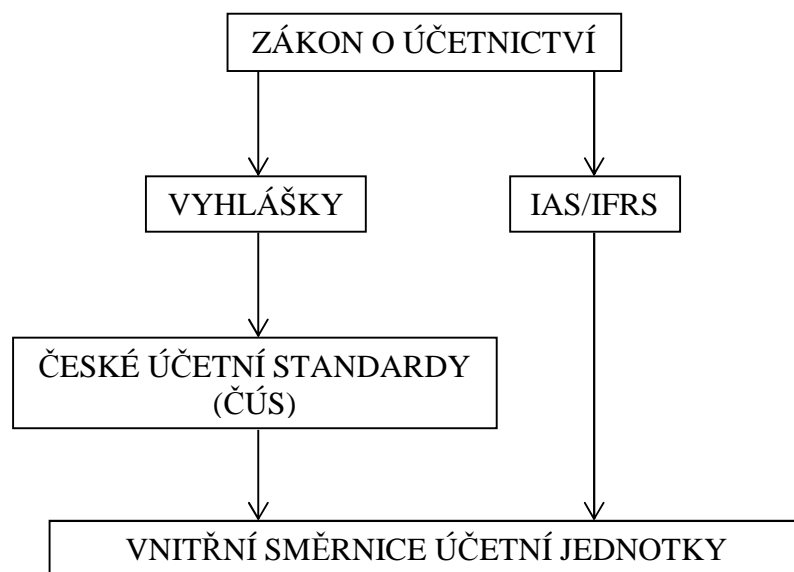 ZÁKON O ÚČETNICTVÍ
VYHLÁŠKY
IAS/IFRS
ČESKÉ ÚČETNÍ STANDARDY
(ČÚS)
VNITŘNÍ SMĚRNICE ÚČETNÍ JEDNOTKY